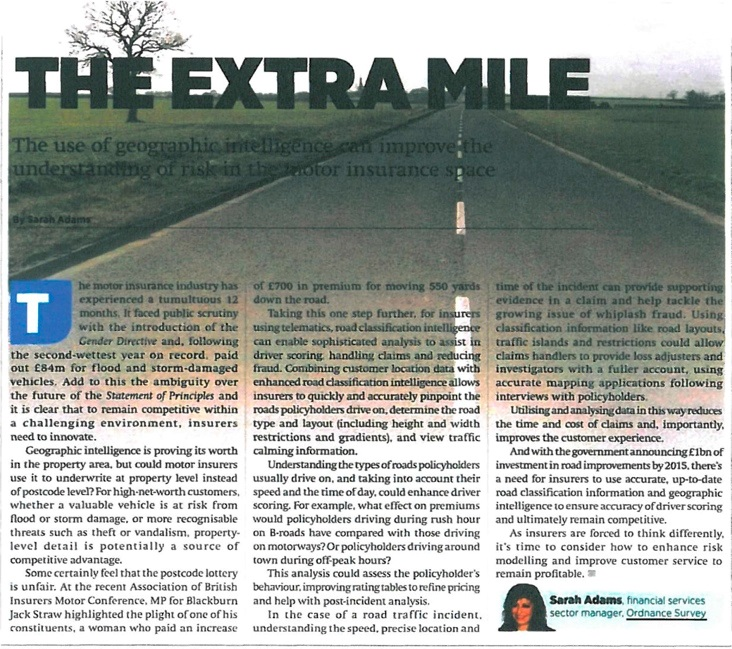 THE EXTRA MILE
The use of geographic intelligence can improve the
understanding of risk in the motor insurance space
By Sarah Adams
The motor insurance industry has
experienced a tumultuous 12
months. It faced public scrutiny
with the introduction of the
Gender Directive and, following
the second-wettest year on record, paid
out £84m for flood and storm-damaged
vehicles. Add to this the ambiguity over
the future of the Statement of Principles and
it is clear that to remain competitive within
a challenging environment, insurers
need to innovate.
Geographic intelligence is proving its worth
in the property area, but could motor insurers
use it to underwrite at property level instead
of postcode level? For high-net-worth customers,
whether a valuable vehicle is at risk from
flood or storm damage, or more recognisable
threats such as theft or vandalism, property-
level detail is potentially a source of
competitive advantage.
Some certainly feel that the postcode lottery
is unfair. At the recent Association of British
Insurers Motor Conference, MP for Blackburn
Jack Straw highlighted the plight of one of his
constituents, a woman who paid an increase
of £700 in premium for moving 550 yards
down the road.
Taking this one step further, for insurers
using telematics, road classification intelligence
can enable sophisticated analysis to assist in
driver scoring, handling claims and reducing
fraud. Combining customer location data with
enhanced road classification intelligence allows
insurers to quickly and accurately pinpoint the
roads policyholders drive on, determine the road
type and layout (including height and width
restrictions and gradients), and view traffic
calming information.
Understanding the types of roads policyholders
usually drive on, and taking into account their
speed and the time of day, could enhance driver
scoring. For example, what effect on premiums
would policyholders driving during rush hour
on B-roads have compared with those driving
on motorways? Or policyholders driving around
town during off-peak hours?
This analysis could assess the policyholder's
behaviour, improving rating tables to refine pricing
and help with post-incident analysis.
In the case of a road traffic incident,
understanding the speed, precise location and
time of the incident can provide supporting
evidence in a claim and help tackle the
growing issue of whiplash fraud. Using
classification information like road layouts,
traffic islands and restrictions could allow
claims handlers to provide loss adjusters and
investigators with a fuller account, using
accurate mapping applications following
interviews with policyholders.
Utilising and analysing data in this way reduces
the time and cost of claims and, importantly,
improves the customer experience.
And with the government announcing £1bn of
investment in road improvements by 2015, there's
a need for insurers to use accurate, up-to-date
road classification information and geographic
intelligence to ensure accuracy of driver scoring
and ultimately remain competitive.
As insurers are forced to think differently,
it's time to consider how to enhance risk
modelling and improve customer service to
remain profitable.
Sarah Adams, financial services
sector manager, Ordnance Survey